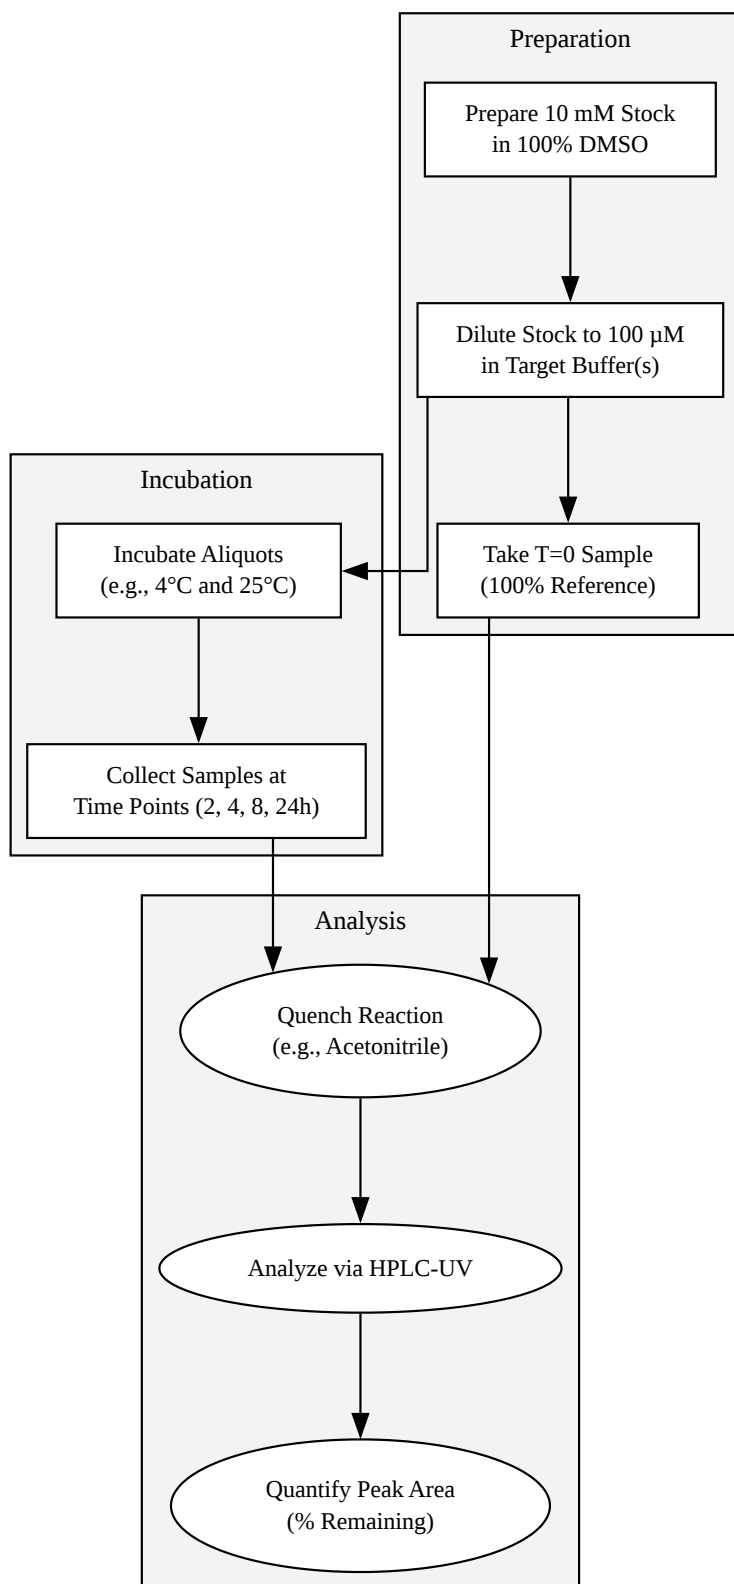 Preparation
Prepare 10 mM Stock
in 100% DMSO
Dilute Stock to 100 µM
in Target Buffer(s)
Take T=0 Sample
(100% Reference)
Incubation
Incubate Aliquots
(e.g., 4°C and 25°C)
Collect Samples at
Time Points (2, 4, 8, 24h)
Analysis
Quench Reaction
(e.g., Acetonitrile)
Analyze via HPLC-UV
Quantify Peak Area
(% Remaining)